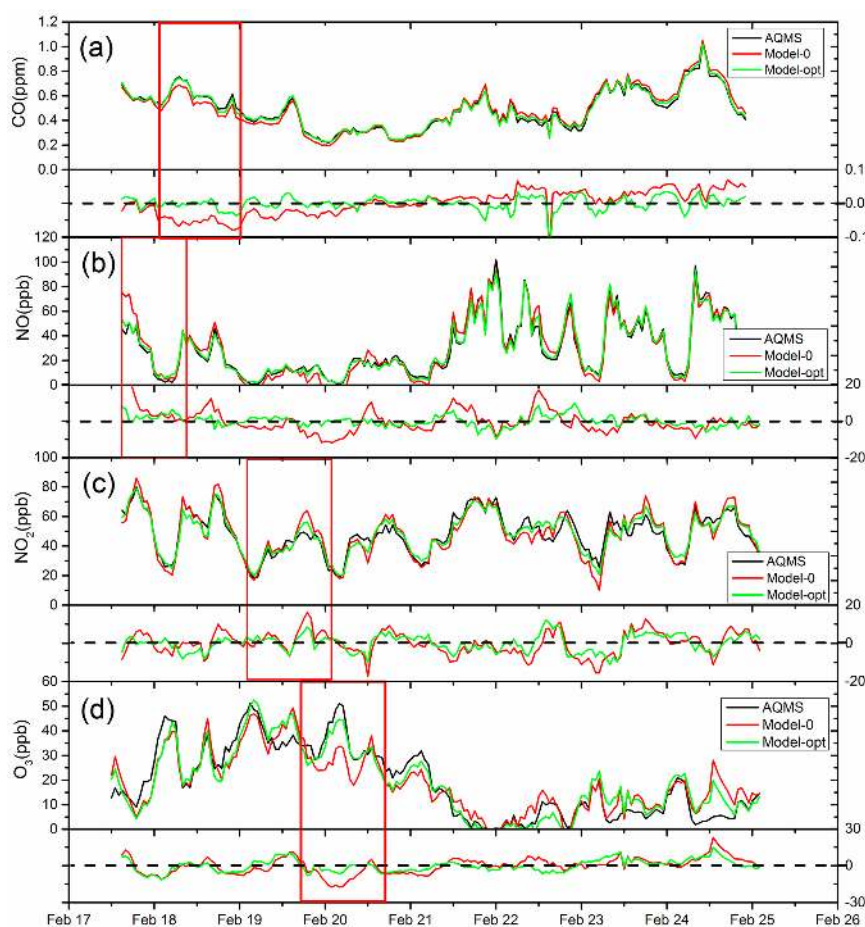 (a)
CO(ppm)
1.2
1.0
0.8
0.6
0.4
0.2
0.0
AQMS
Model-0
Model-opt
0.1
0.0
0.1
(b)
NO(ppb)
120
100
80
60
40
20
0
AQMS
Model-0
Model-opt
20
0
-20
(c)
NO₂(ppb)
100
80
60
40
20
0
AQMS
Model-0
Model-opt
20
0
-20
(d)
O₃(ppb)
60
50
40
30
20
10
0
AQMS
Model-0
Model-opt
30
0
-30
Feb 17 Feb 18 Feb 19 Feb 20 Feb 21 Feb 22 Feb 23 Feb 24 Feb 25 Feb 26